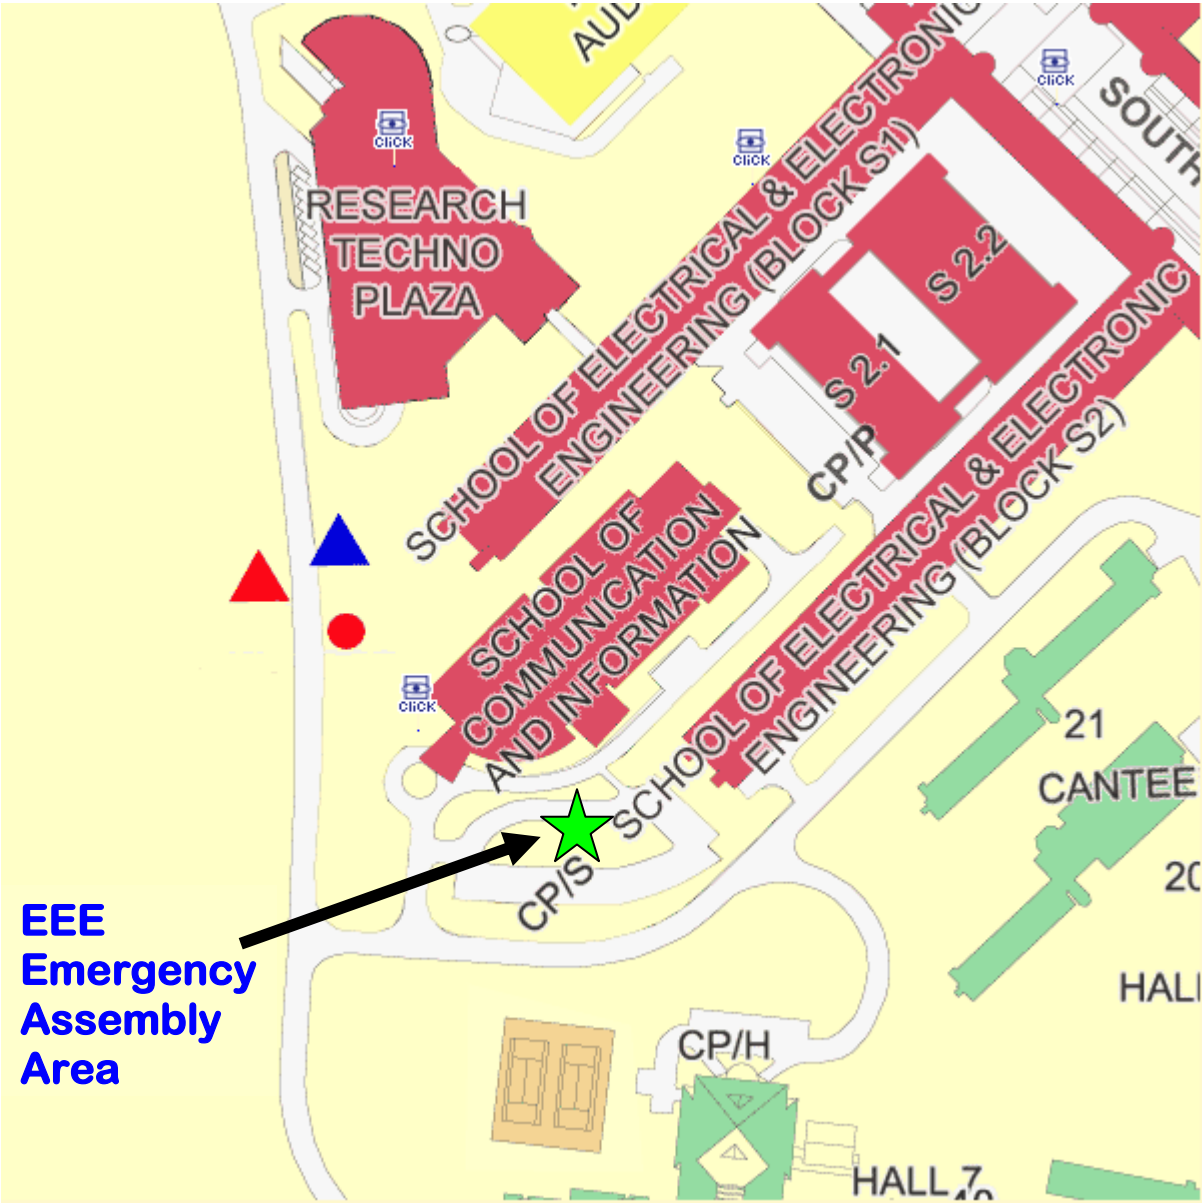 AUD
CliCK
CliCK
CliCK
SOUTH
RESEARCH
TECHNO
PLAZA
SCHOOL OF ELECTRICAL & ELECTRONIC
ENGINEERING (BLOCK S1)
S 2.2
S 2.1
CP/P
SCHOOL OF ELECTRICAL & ELECTRONIC
ENGINEERING (BLOCK S2)
SCHOOL OF
COMMUNICATION
AND INFORMATION
CliCK
21
CANTEE
20
CP/S
EEE
Emergency
Assembly
Area
HALL
CP/H
HALL 7